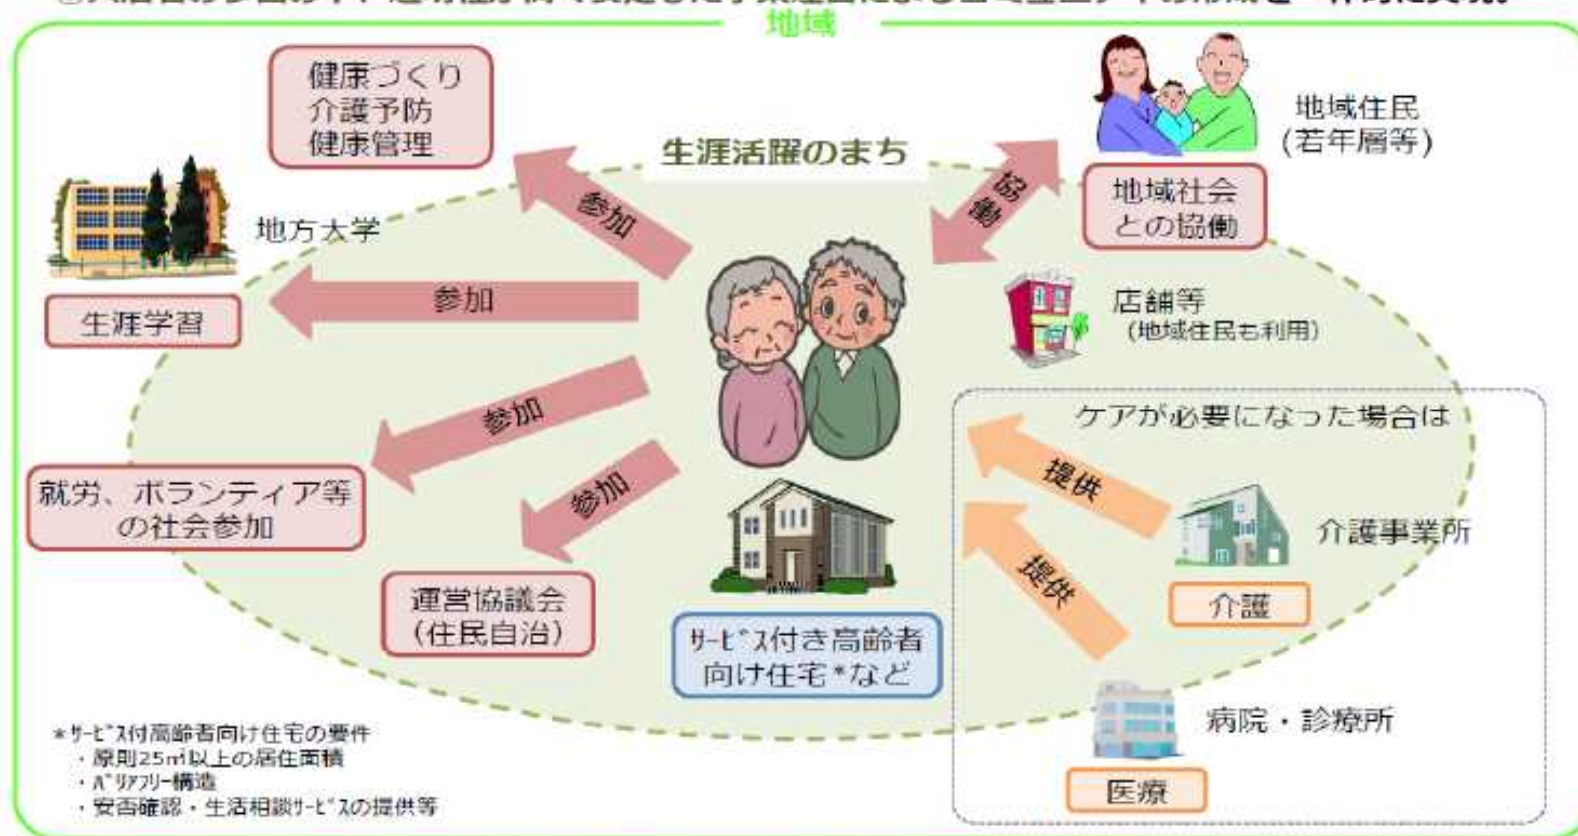 地域
健康づくり
介護予防
健康管理
生涯活躍のまち
地域住民
(若年層等)
協働
地域社会
との協働
参加
地方大学
生涯学習
参加
店舗等
(地域住民も利用)
参加
就労、ボランティア等
の社会参加
参加
運営協議会
(住民自治)
ｻｰﾋﾞｽ付き高齢者
向け住宅*など
ケアが必要になった場合は
提供
介護事業所
介護
提供
病院・診療所
医療
*ｻｰﾋﾞｽ付高齢者向け住宅の要件
・原則25㎡以上の居住面積
・ﾊﾞﾘｱﾌﾘｰ構造
・安否確認・生活相談ｻｰﾋﾞｽの提供等